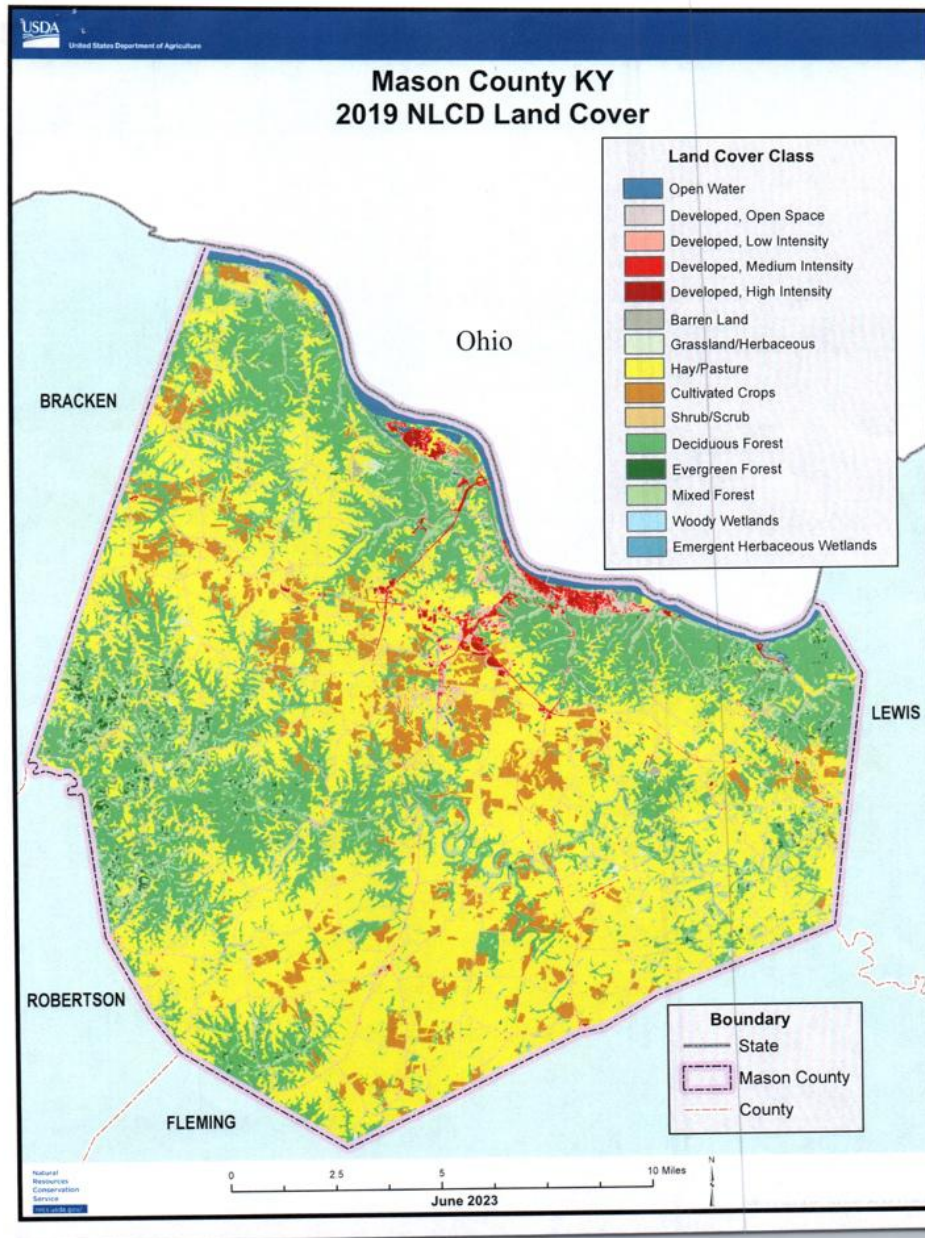 USDA
United States Department of Agriculture
Mason County KY
2019 NLCD Land Cover
Land Cover Class
Open Water
Developed, Open Space
Developed, Low Intensity
Developed, Medium Intensity
Developed, High Intensity
Barren Land
Grassland/Herbaceous
Hay/Pasture
Cultivated Crops
Shrub/Scrub
Deciduous Forest
Evergreen Forest
Mixed Forest
Woody Wetlands
Emergent Herbaceous Wetlands
Ohio
BRACKEN
LEWIS
ROBERTSON
FLEMING
Boundary
State
Mason County
County
Natural
Resources
Conservation
Service
nrcs.usda.gov/
0 2.5 5 10 Miles
N
June 2023